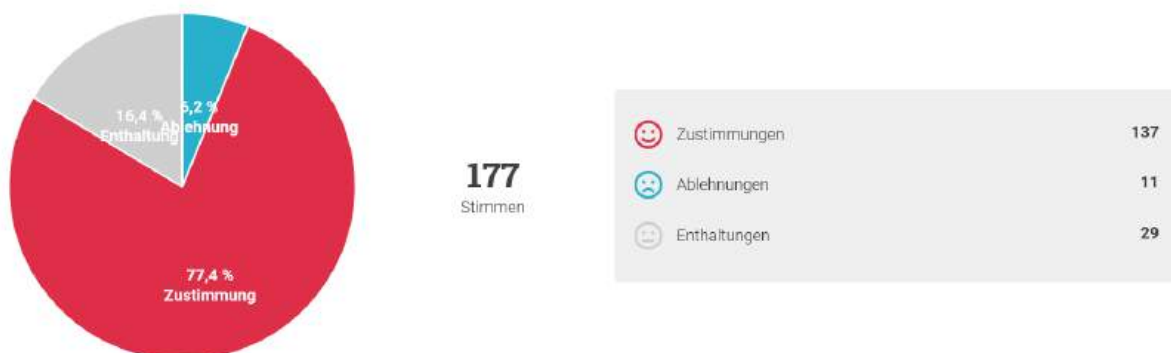 16,4 %
Enthaltung
6,2 %
Ablehnung
77,4 %
Zustimmung
177
Stimmen
Zustimmungen 137
Ablehnungen 11
Enthaltungen 29